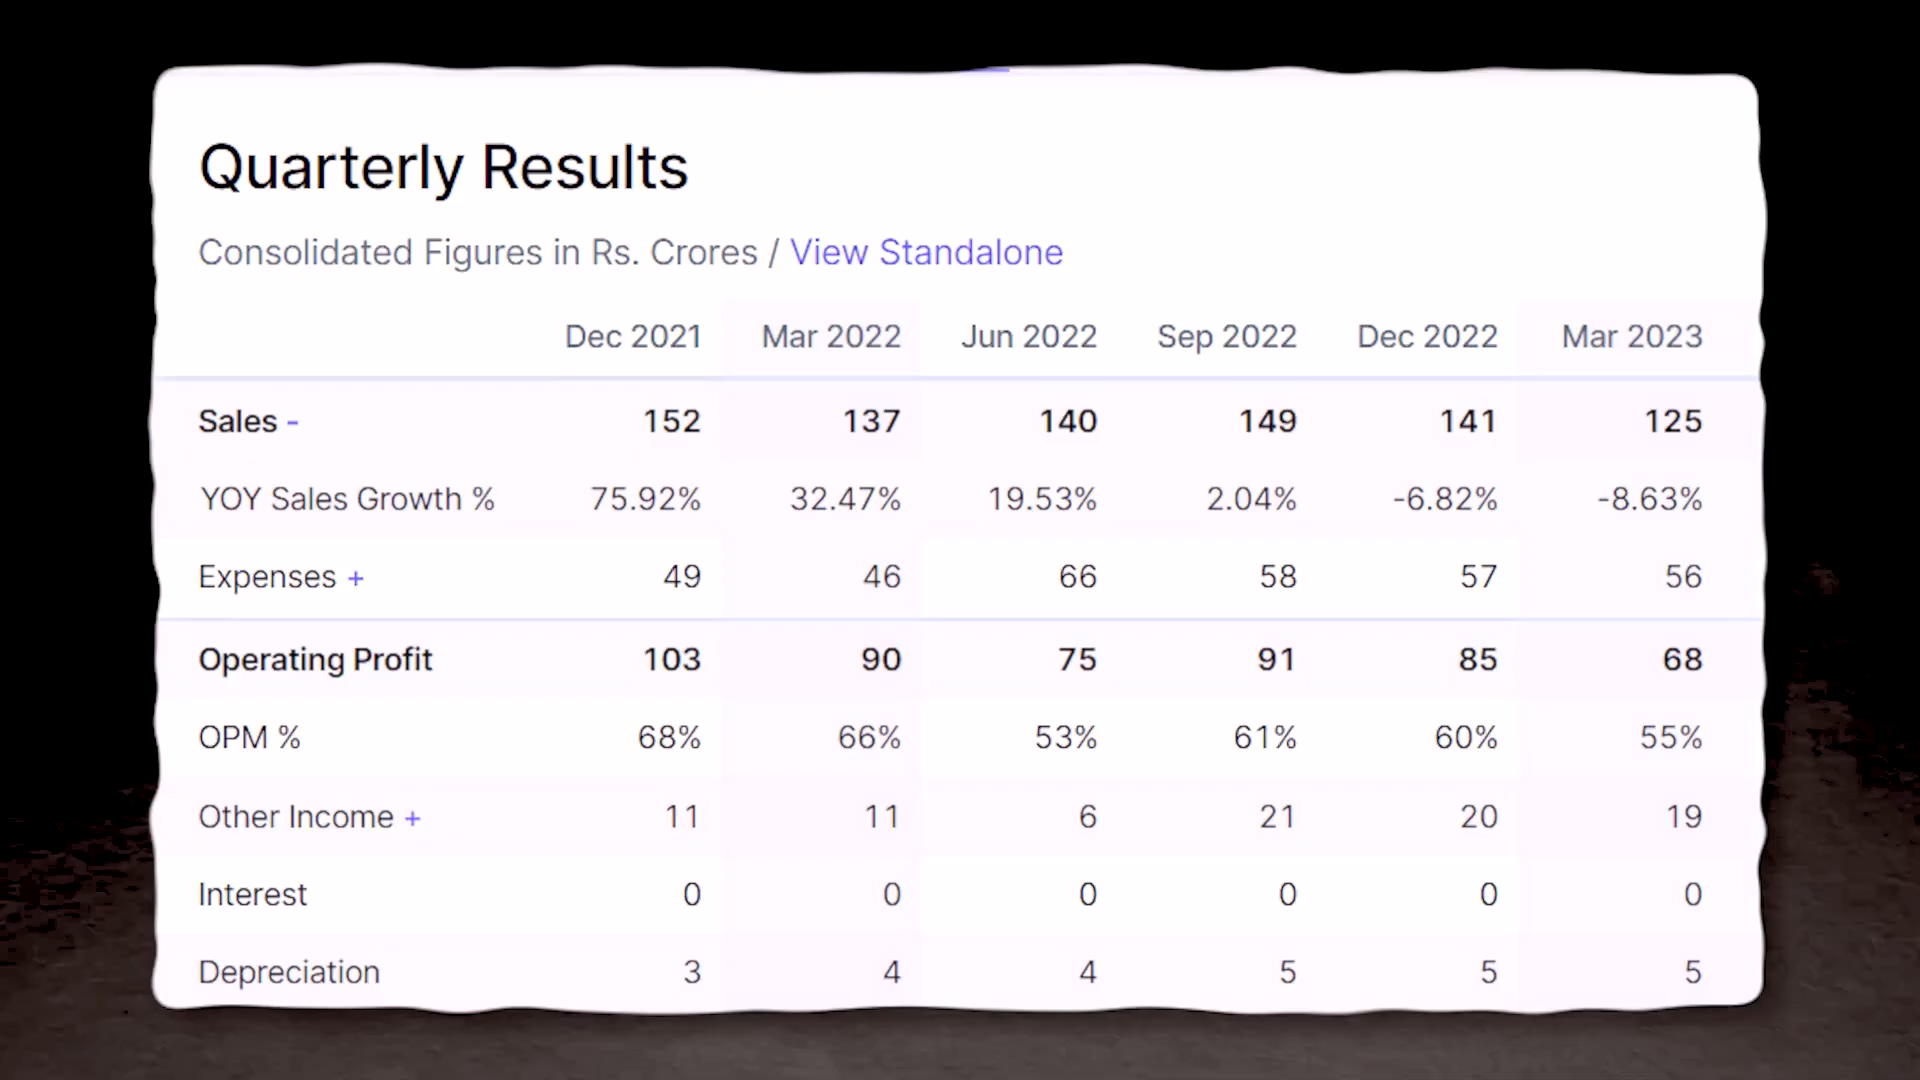 Quarterly Results
Consolidated Figures in Rs. Crores / View Standalone
Dec 2021 Mar 2022 Jun 2022 Sep 2022 Dec 2022 Mar 2023
Sales - 152 137 140 149 141 125
YOY Sales Growth % 75.92% 32.47% 19.53% 2.04% -6.82% -8.63%
Expenses + 49 46 66 58 57 56
Operating Profit 103 90 75 91 85 68
OPM % 68% 66% 53% 61% 60% 55%
Other Income + 11 11 6 21 20 19
Interest 0 0 0 0 0 0
Depreciation 3 4 4 5 5 5